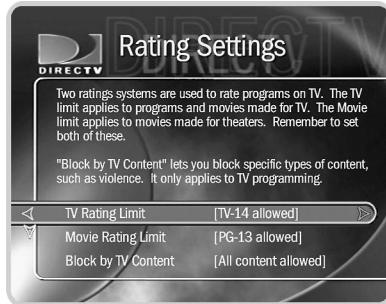 DIRECTV
Rating Settings
DIRECTV
Two ratings systems are used to rate programs on TV. The TV
limit applies to programs and movies made for TV. The Movie
limit applies to movies made for theaters. Remember to set
both of these.
"Block by TV Content" lets you block specific types of content,
such as violence. It only applies to TV programming.
TV Rating Limit [TV-14 allowed]
Movie Rating Limit [PG-13 allowed]
Block by TV Content [All content allowed]